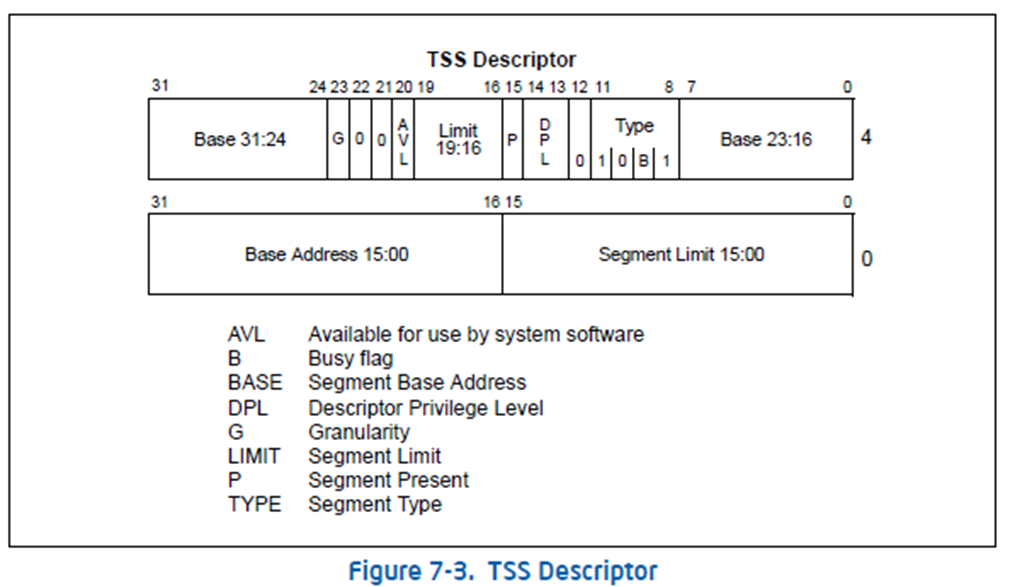 TSS Descriptor
31 24 23 22 21 20 19 16 15 14 13 12 11 8 7 0
Base 31:24 G 0 0 AVL Limit 19:16 P DPL 0 Type 1 0 B 1 Base 23:16 4
31 16 15 0
Base Address 15:00 Segment Limit 15:00 0
AVL Available for use by system software
B Busy flag
BASE Segment Base Address
DPL Descriptor Privilege Level
G Granularity
LIMIT Segment Limit
P Segment Present
TYPE Segment Type
Figure 7-3. TSS Descriptor